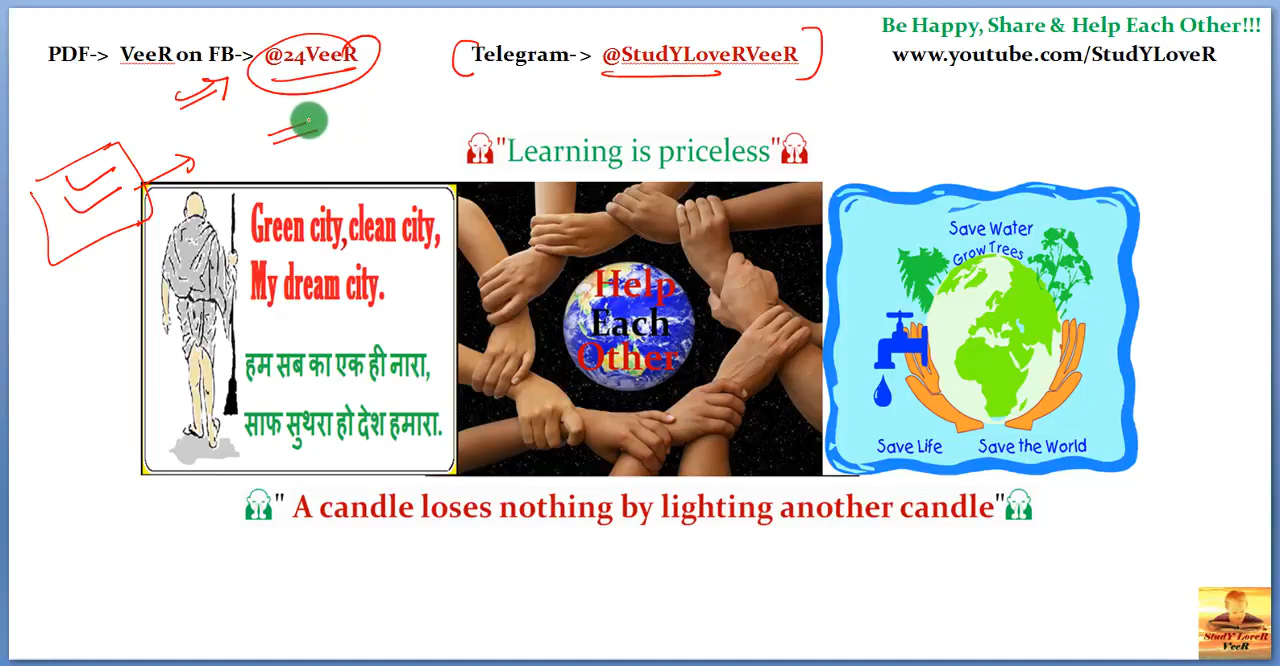 Be Happy, Share & Help Each Other!!!
PDF-> VeeR on FB-> @24VeeR Telegram-> @StudYLoveRVeeR www.youtube.com/StudYLoveR
"Learning is priceless"
Green city, clean city,
My dream city.
हम सब का एक ही नारा,
साफ सुथरा हो देश हमारा.
Help
Each
Other
Save Water
Grow Trees
Save Life Save the World
" A candle loses nothing by lighting another candle"
StudY LoveR
VeeR